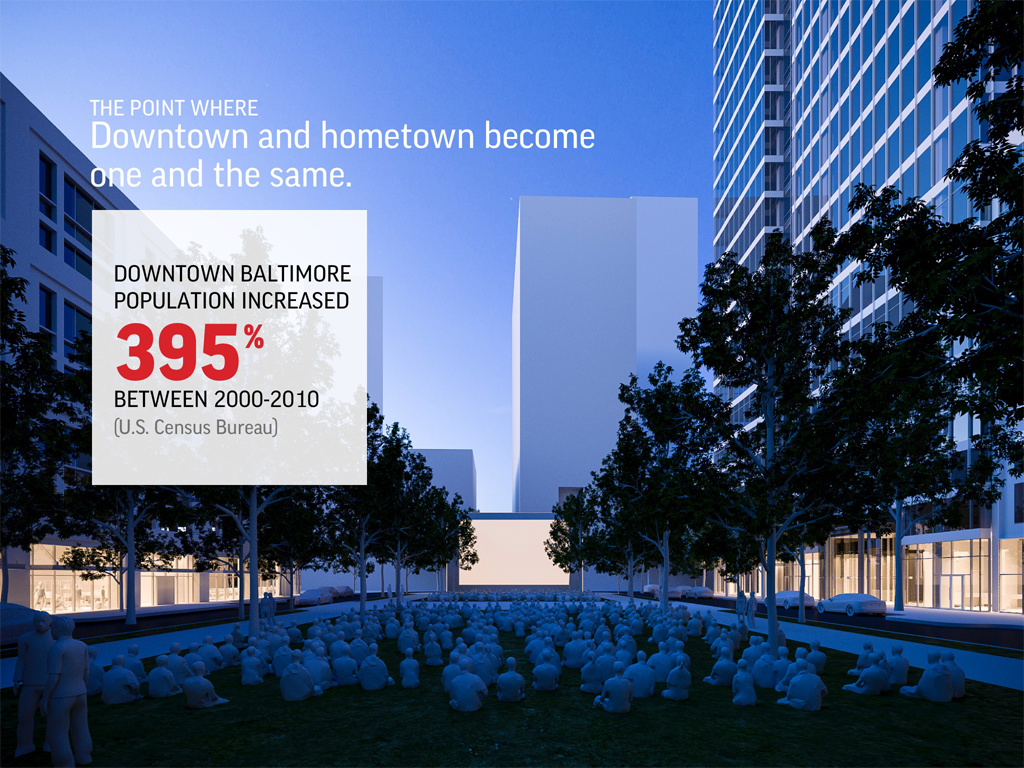 THE POINT WHERE
Downtown and hometown become
one and the same.
DOWNTOWN BALTIMORE
POPULATION INCREASED
395%
BETWEEN 2000-2010
(U.S. Census Bureau)